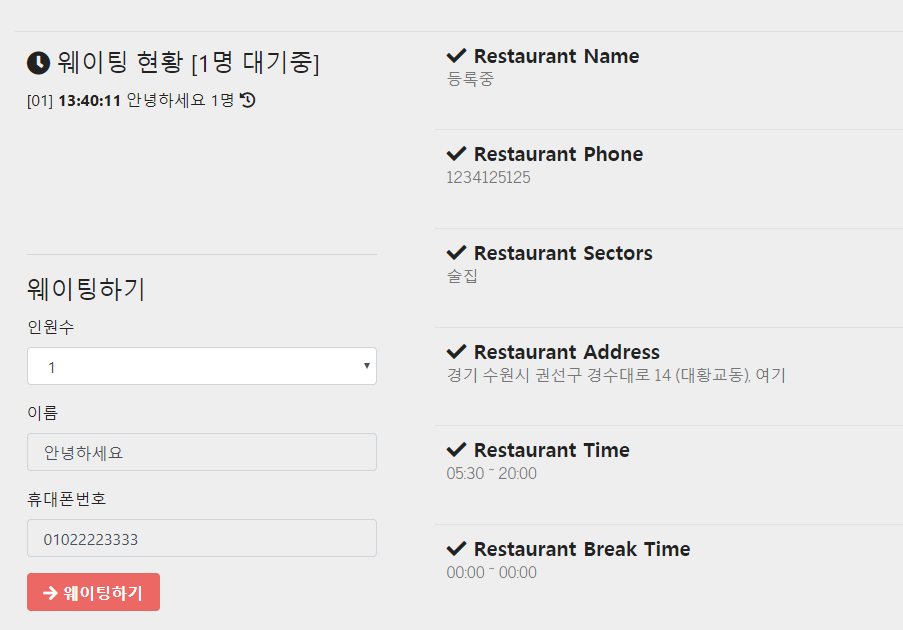 웨이팅 현황 [1명 대기중]
[01] 13:40:11 안녕하세요 1명
웨이팅하기
인원수
1
이름
안녕하세요
휴대폰번호
01022223333
웨이팅하기
Restaurant Name
등록중
Restaurant Phone
1234125125
Restaurant Sectors
술집
Restaurant Address
경기 수원시 권선구 경수대로 14 (대황교동), 여기
Restaurant Time
05:30 ~ 20:00
Restaurant Break Time
00:00 ~ 00:00